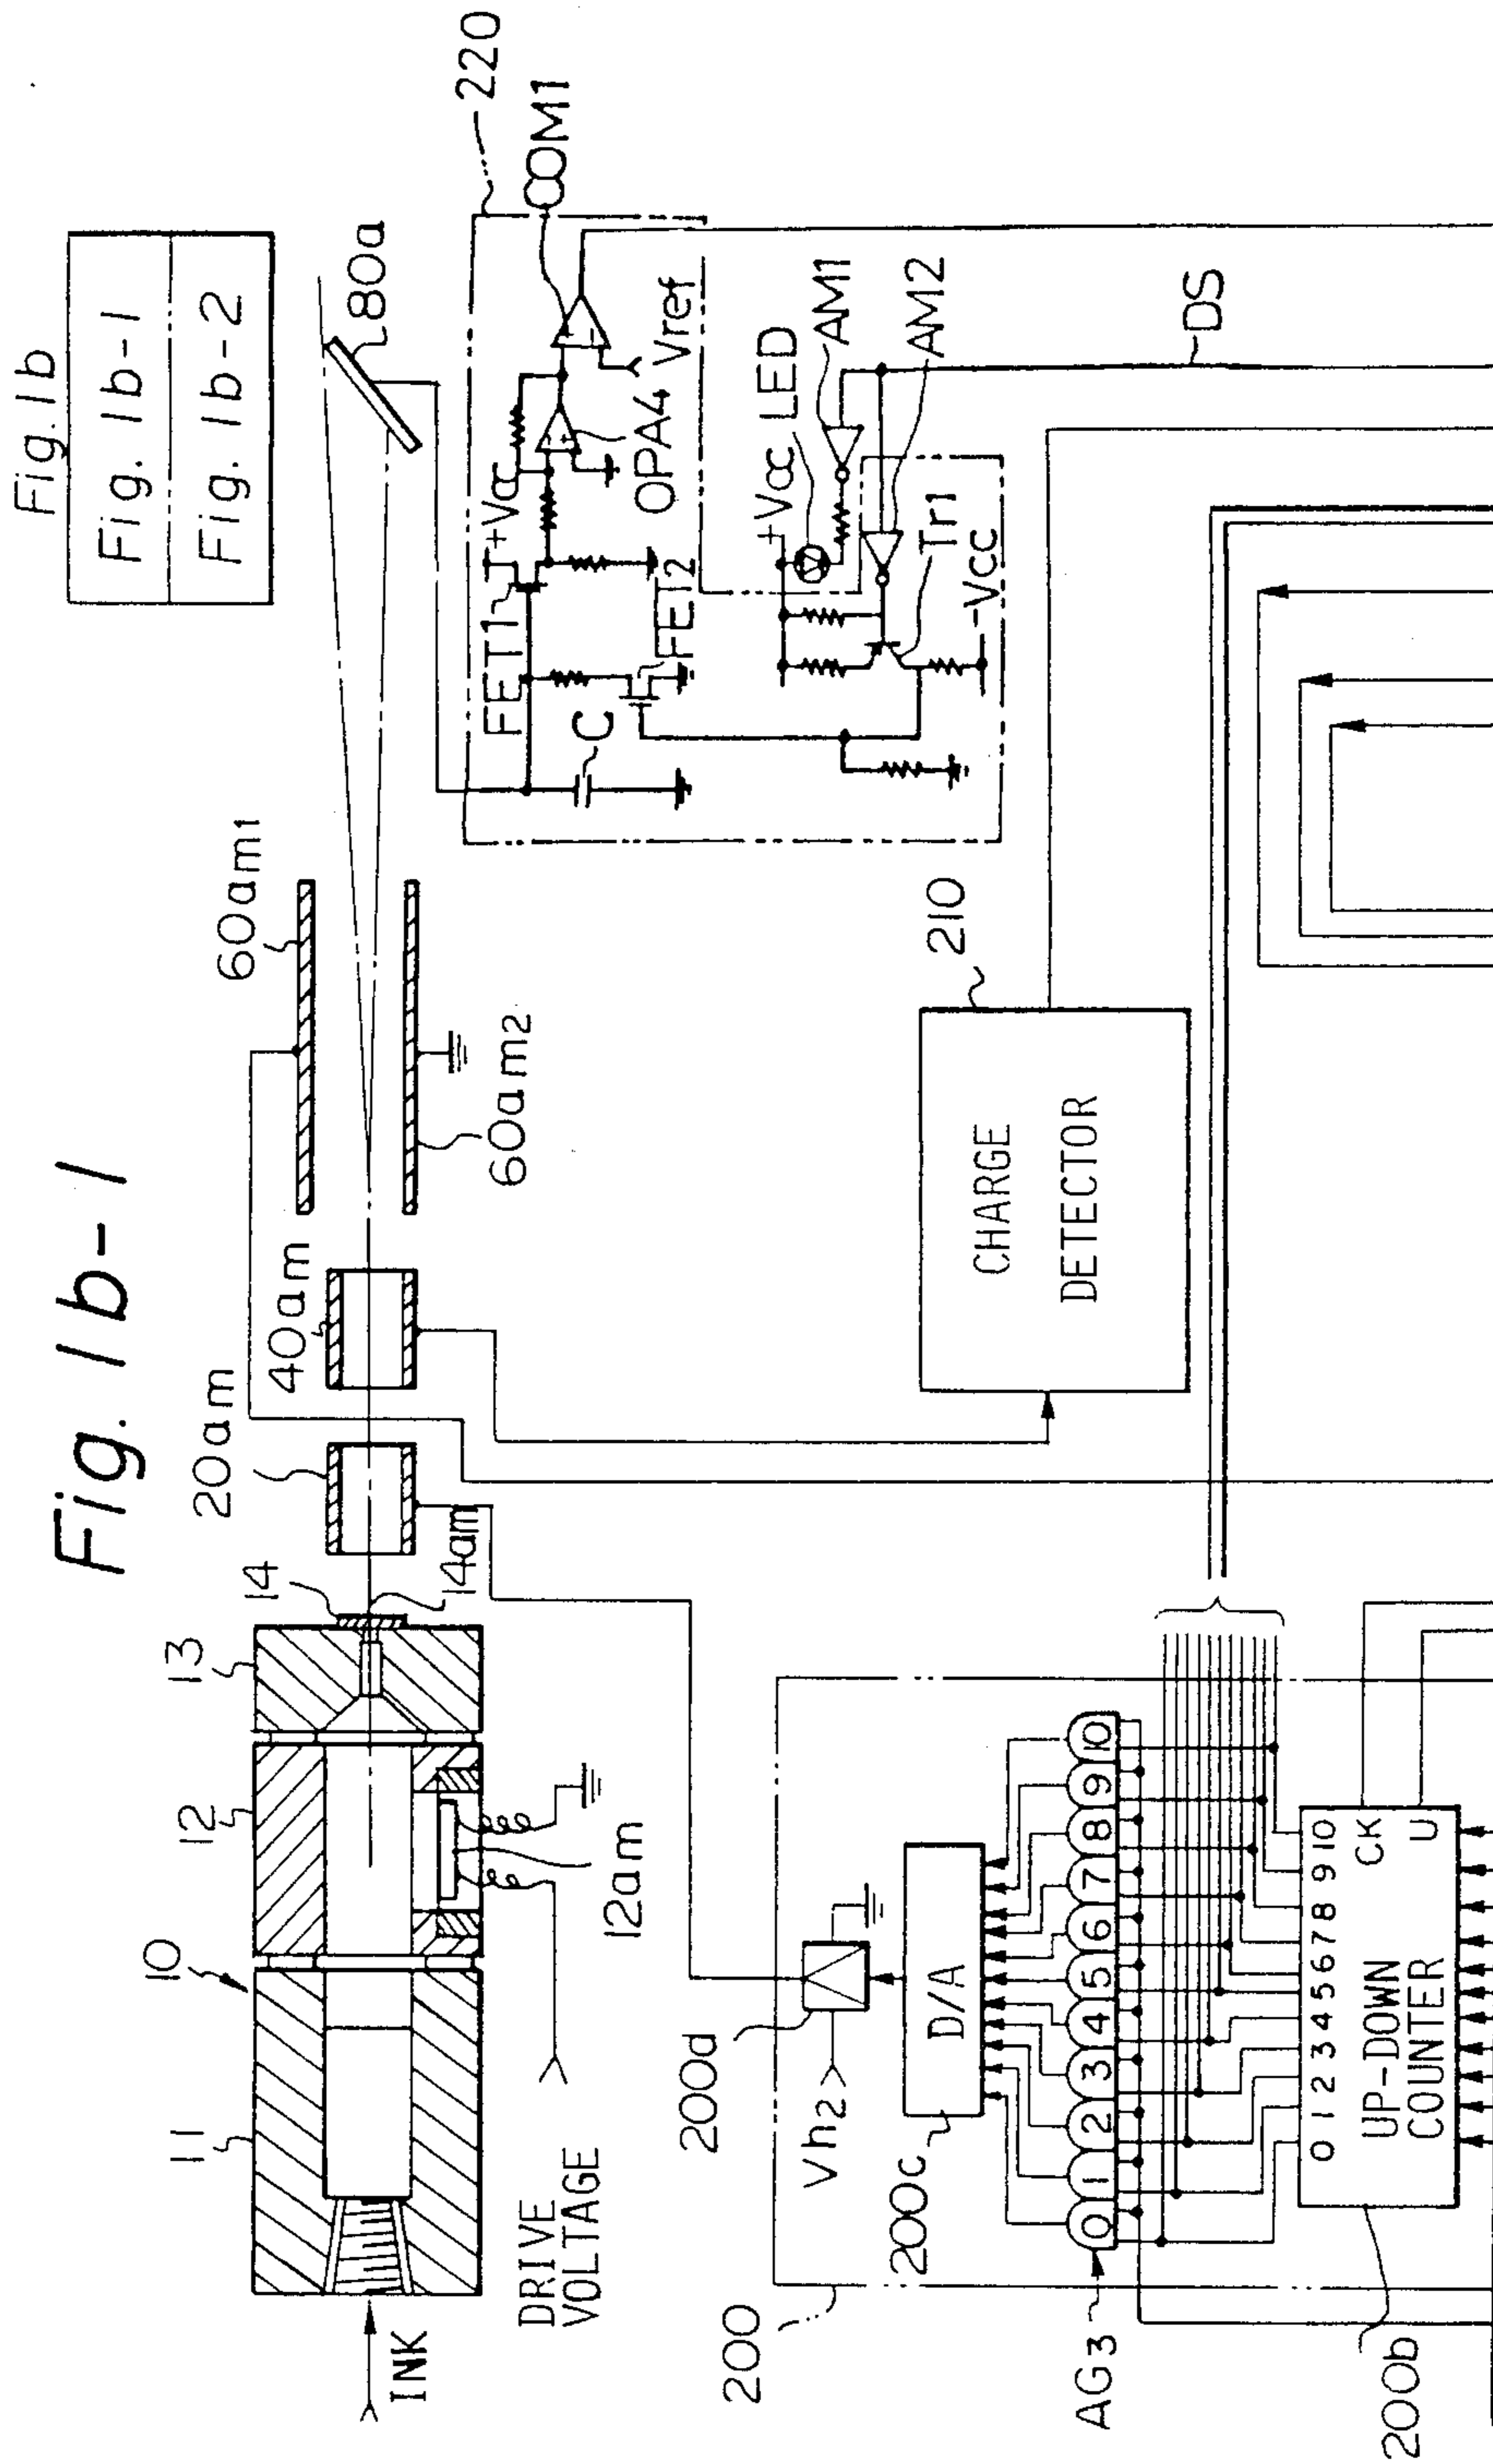 Fig. 1b-1
Fig. 1b
Fig. 1b-1
Fig. 1b-2
10
11
12
13
14
14am
20am
40am
60am1
60am2
80a
INK
DRIVE
VOLTAGE
12am
220
COM1
+Vcc
FET1
OPA4
Vref
C
FET2
+Vcc
LED
AM1
AM2
Tr1
-Vcc
DS
210
CHARGE
DETECTOR
200
200d
Vh2
200c
D/A
AG3
0 1 2 3 4 5 6 7 8 9 10
0 1 2 3 4 5 6 7 8 9 10
CK
U
UP-DOWN
COUNTER
200b